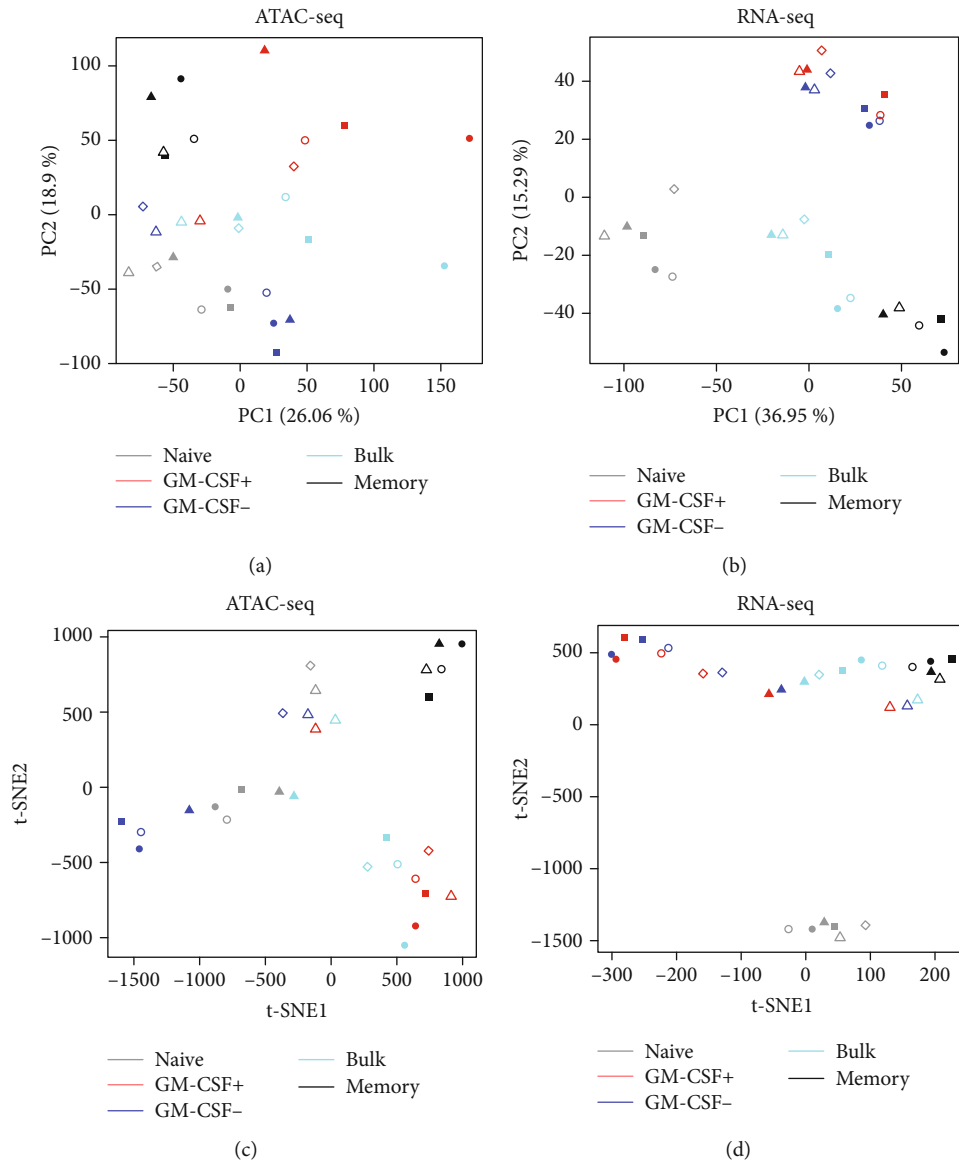 ATAC-seq
100
50
0
−50
−100
PC2 (18.9 %)
−50 0 50 100 150
PC1 (26.06 %)
Naive
GM-CSF+
GM-CSF−
Bulk
Memory
(a)
RNA-seq
40
20
0
−20
−40
PC2 (15.29 %)
−100 −50 0 50
PC1 (36.95 %)
Naive
GM-CSF+
GM-CSF−
Bulk
Memory
(b)
ATAC-seq
1000
500
0
−500
−1000
t-SNE2
−1500 −1000 −500 0 500 1000
t-SNE1
Naive
GM-CSF+
GM-CSF−
Bulk
Memory
(c)
RNA-seq
500
0
−500
−1000
−1500
t-SNE2
−300 −200 −100 0 100 200
t-SNE1
Naive
GM-CSF+
GM-CSF−
Bulk
Memory
(d)